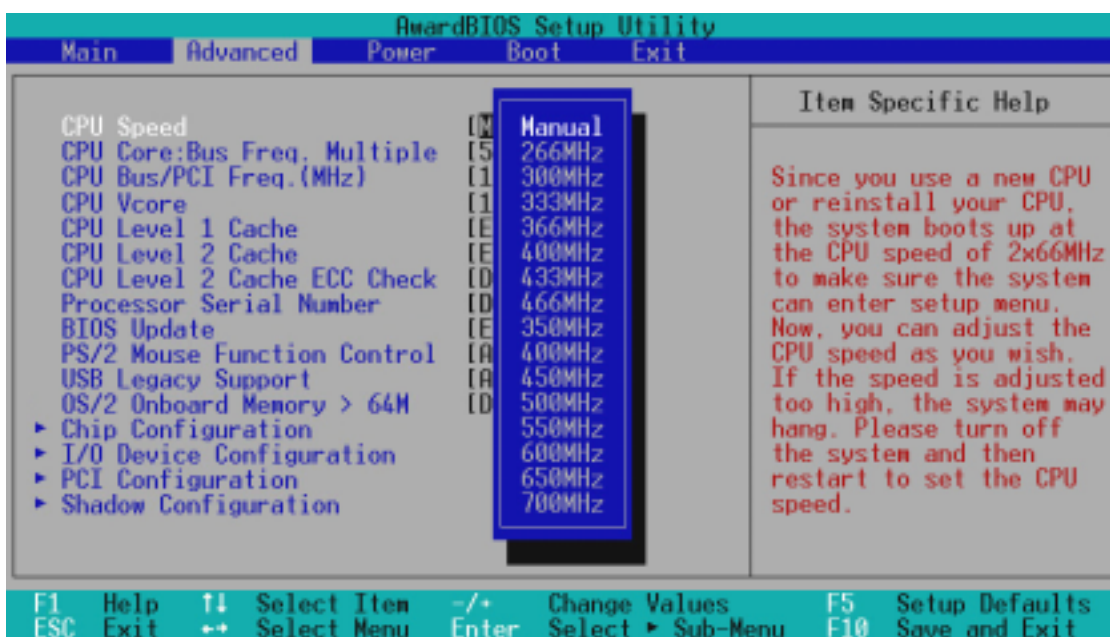 AwardBIOS Setup Utility
Main Advanced Power Boot Exit
CPU Speed [M
CPU Core:Bus Freq. Multiple [5
CPU Bus/PCI Freq.(MHz) [1
CPU Vcore [1
CPU Level 1 Cache [E
CPU Level 2 Cache [E
CPU Level 2 Cache ECC Check [D
Processor Serial Number [D
BIOS Update [E
PS/2 Mouse Function Control [A
USB Legacy Support [A
OS/2 Onboard Memory > 64M [D
► Chip Configuration
► I/O Device Configuration
► PCI Configuration
► Shadow Configuration
Manual
266MHz
300MHz
333MHz
366MHz
400MHz
433MHz
466MHz
350MHz
400MHz
450MHz
500MHz
550MHz
600MHz
650MHz
700MHz
Item Specific Help
Since you use a new CPU
or reinstall your CPU,
the system boots up at
the CPU speed of 2x66MHz
to make sure the system
can enter setup menu.
Now, you can adjust the
CPU speed as you wish.
If the speed is adjusted
too high, the system may
hang. Please turn off
the system and then
restart to set the CPU
speed.
F1 Help ↑↓ Select Item -/+ Change Values F5 Setup Defaults
ESC Exit ←→ Select Menu Enter Select ► Sub-Menu F10 Save and Exit